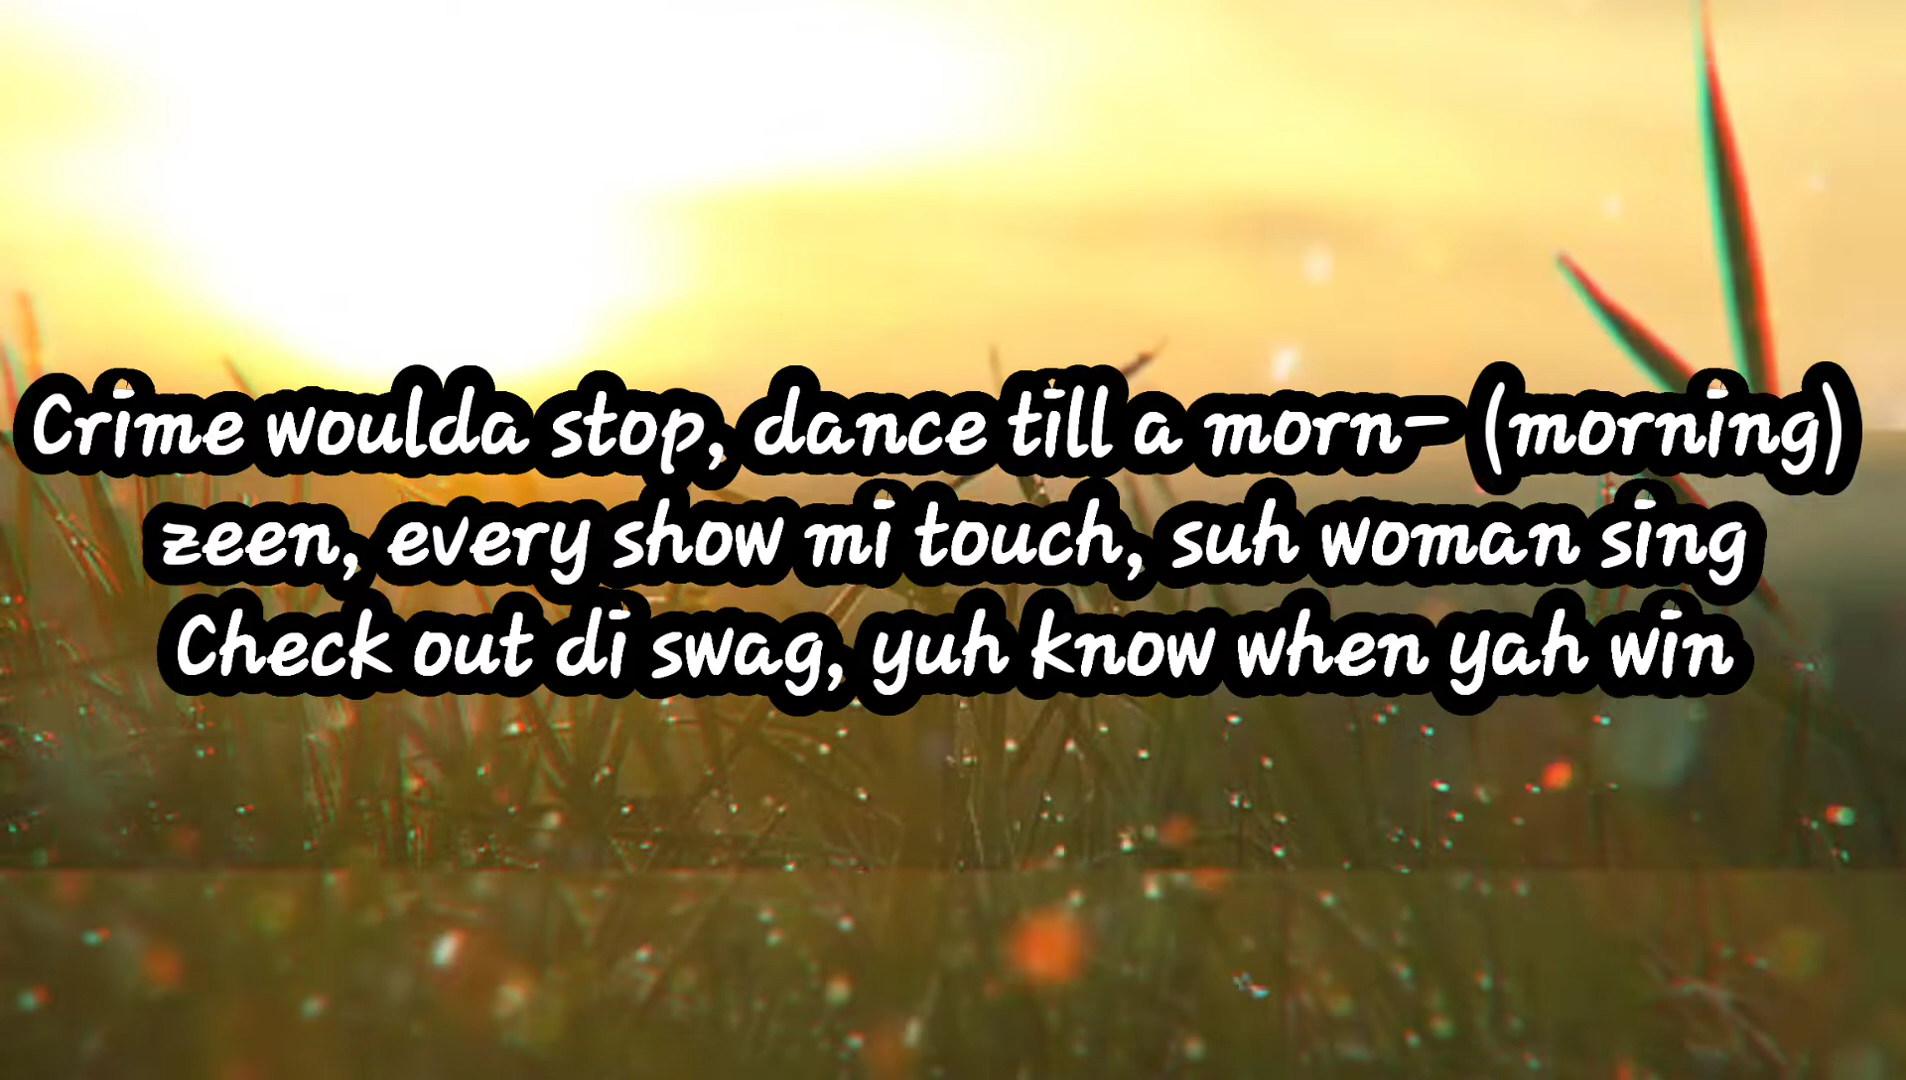 Crime woulda stop, dance till a morn- (morning)
zeen, every show mi touch, suh woman sing
Check out di swag, yuh know when yah win